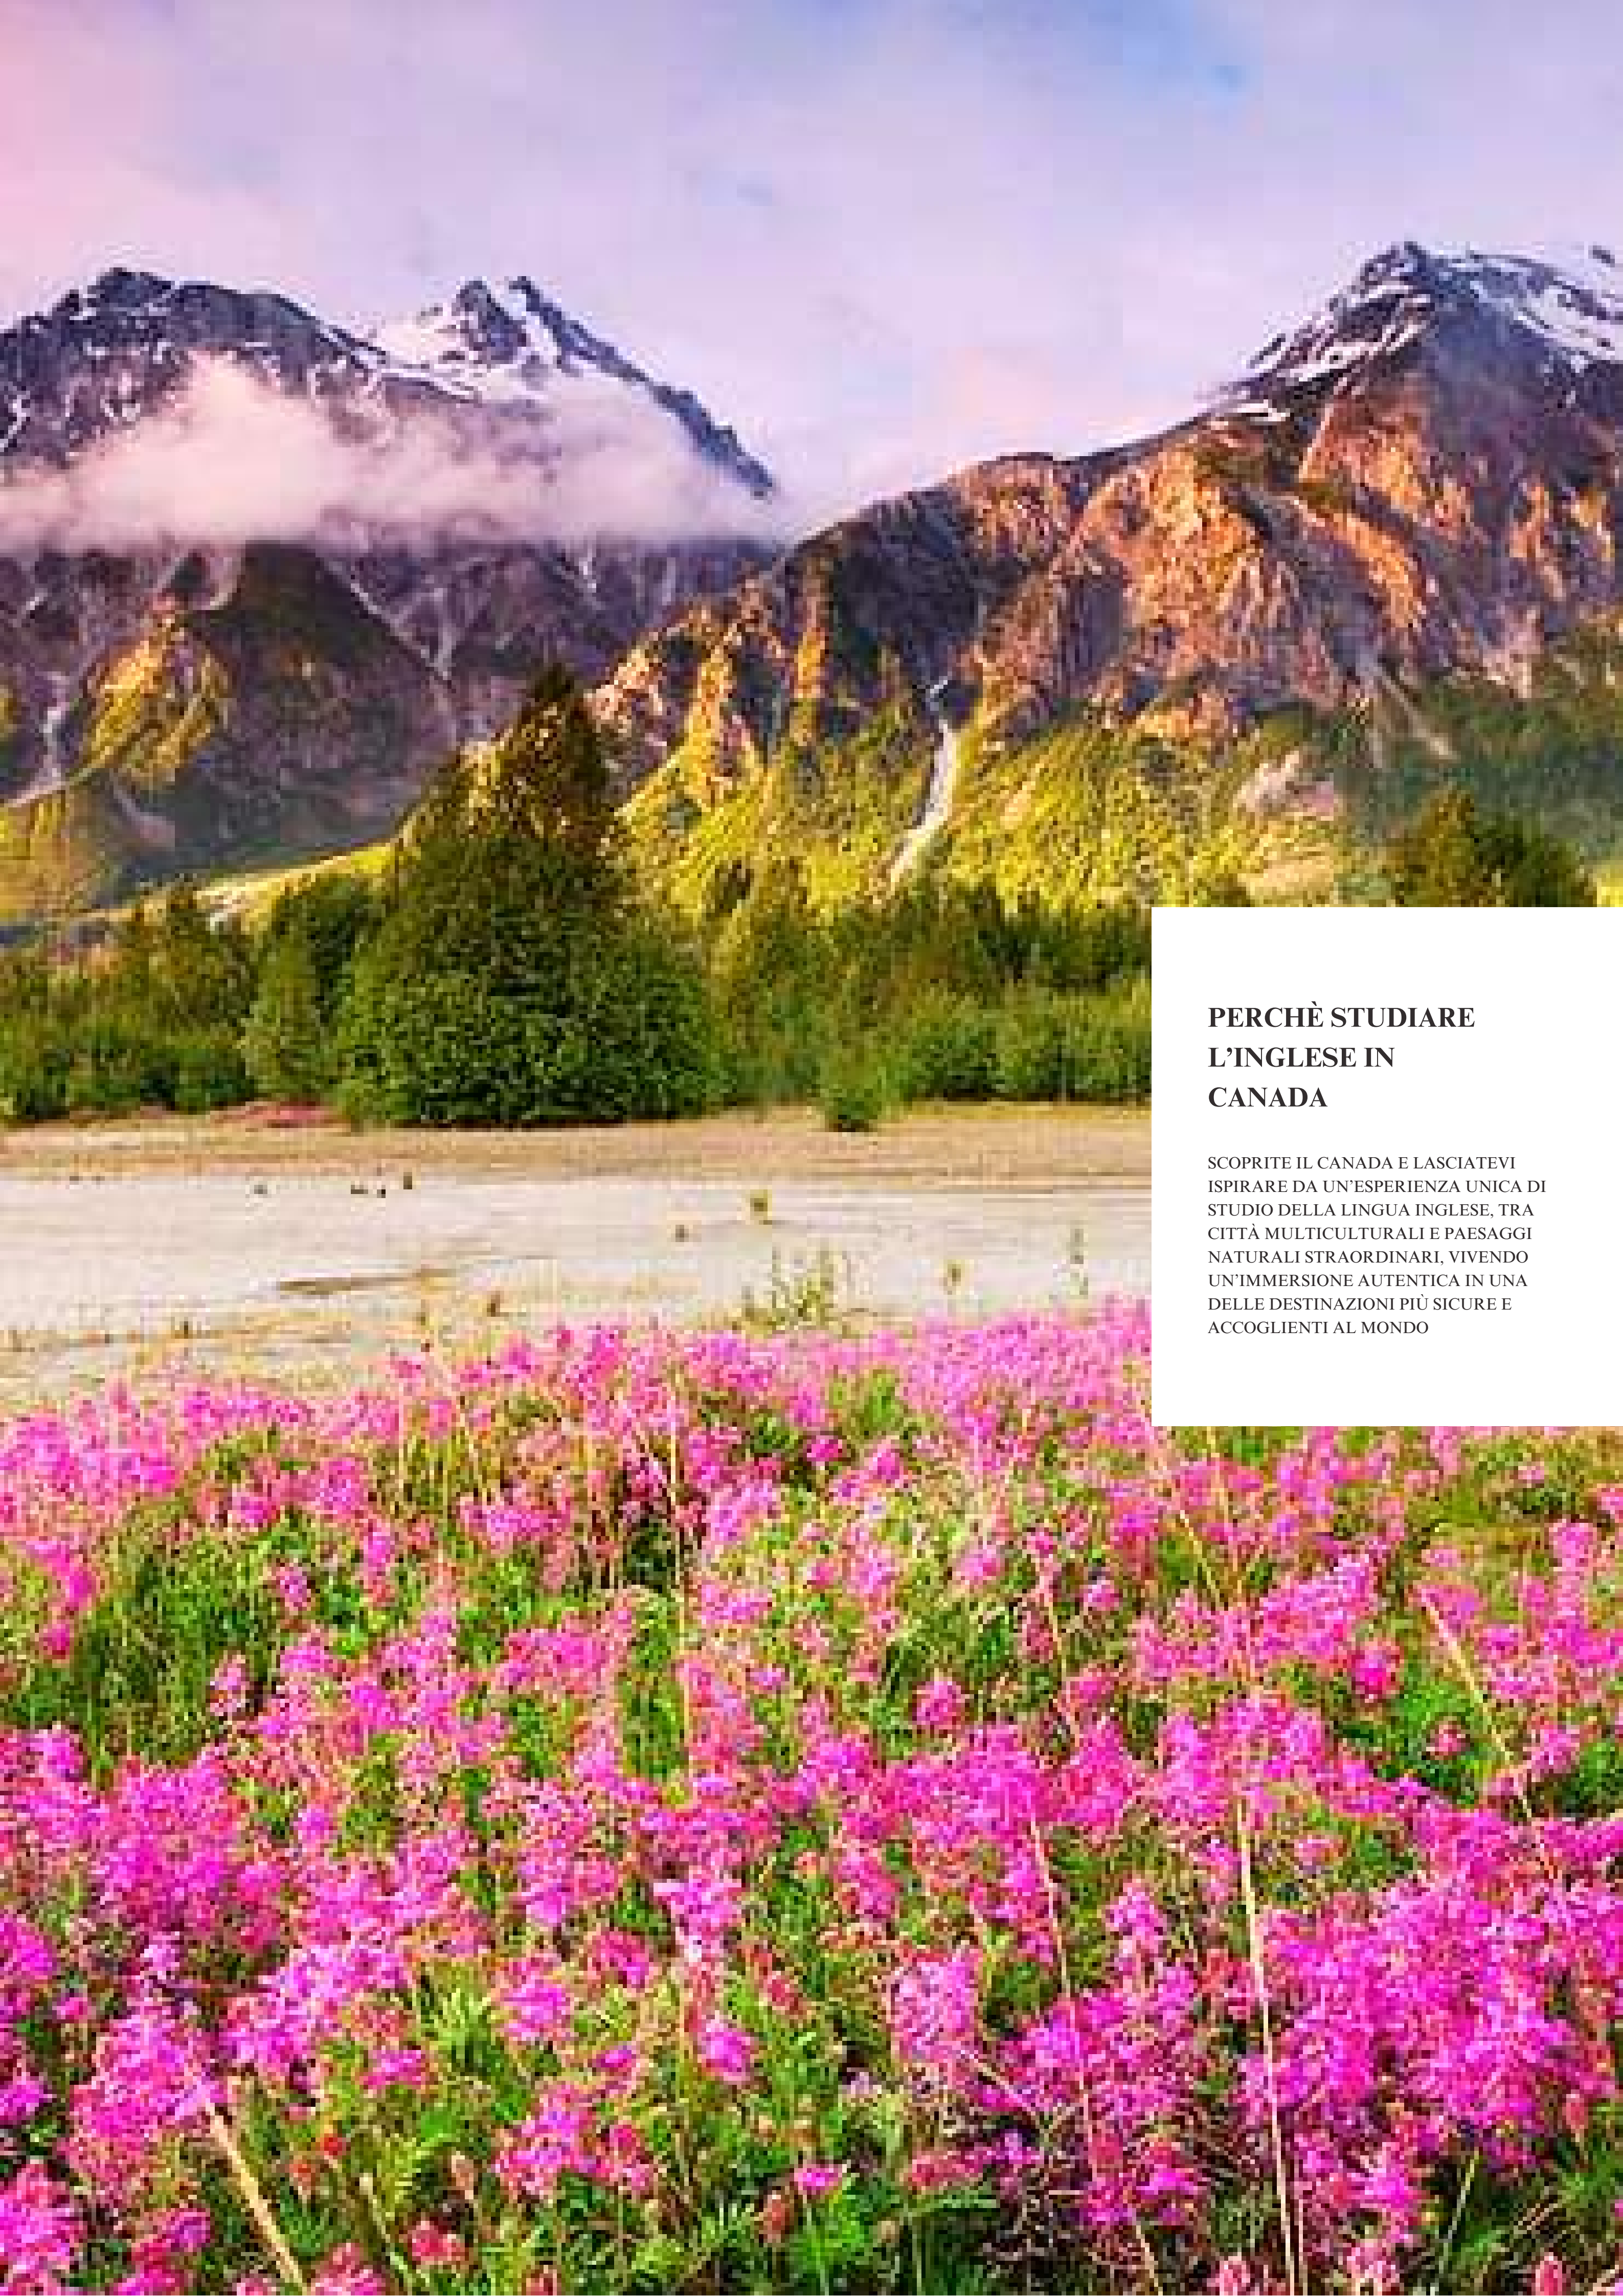 PERCHÈ STUDIARE
L’INGLESE IN
CANADA
SCOPRITE IL CANADA E LASCIATEVI
ISPIRARE DA UN’ESPERIENZA UNICA DI
STUDIO DELLA LINGUA INGLESE, TRA
CITTÀ MULTICULTURALI E PAESAGGI
NATURALI STRAORDINARI, VIVENDO
UN’IMMERSIONE AUTENTICA IN UNA
DELLE DESTINAZIONI PIÙ SICURE E
ACCOGLIENTI AL MONDO